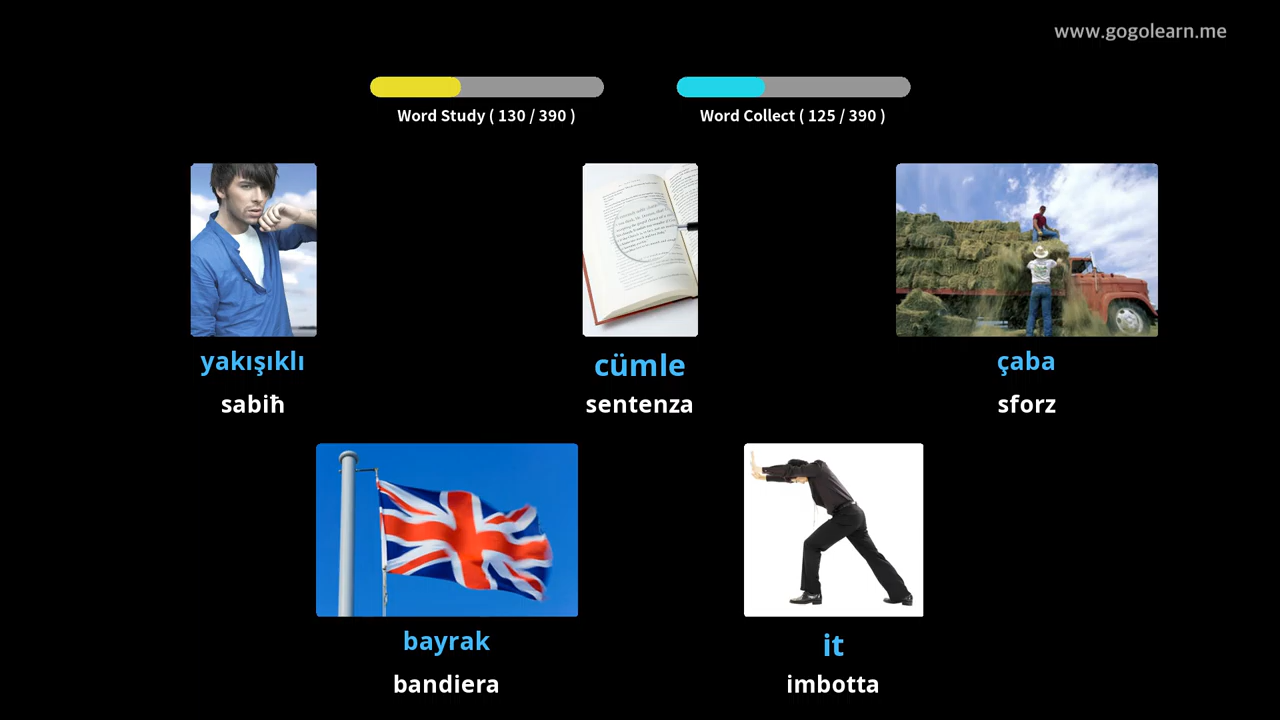 www.gogolearn.me
Word Study ( 130 / 390 )
Word Collect ( 125 / 390 )
yakışıklı
sabiħ
cümle
sentenza
çaba
sforz
bayrak
bandiera
it
imbotta